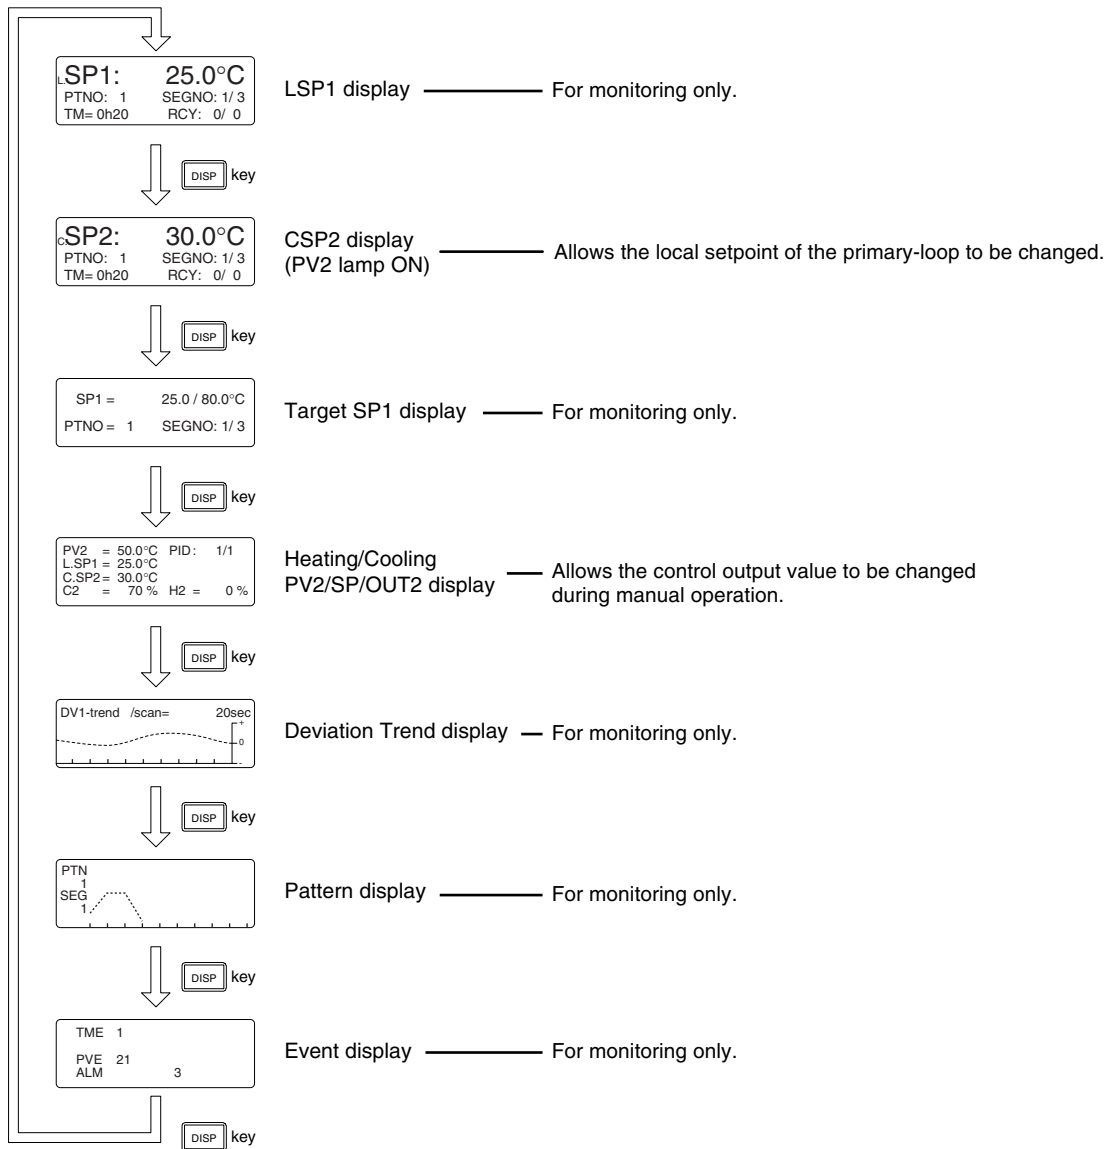 L.SP1: 25.0°C
PTNO: 1 SEGNO: 1/ 3
TM= 0h20 RCY: 0/ 0
LSP1 display For monitoring only.
DISP key
C.SP2: 30.0°C
PTNO: 1 SEGNO: 1/ 3
TM= 0h20 RCY: 0/ 0
CSP2 display
(PV2 lamp ON)
Allows the local setpoint of the primary-loop to be changed.
DISP key
SP1 = 25.0 / 80.0°C
PTNO = 1 SEGNO: 1/ 3
Target SP1 display For monitoring only.
DISP key
PV2 = 50.0°C PID: 1/1
L.SP1 = 25.0°C
C.SP2 = 30.0°C
C2 = 70 % H2 = 0 %
Heating/Cooling
PV2/SP/OUT2 display
Allows the control output value to be changed
during manual operation.
DISP key
DV1-trend /scan= 20sec
+
0
-
Deviation Trend display For monitoring only.
DISP key
PTN
1
SEG
1
Pattern display For monitoring only.
DISP key
TME 1
PVE 21
ALM 3
Event display For monitoring only.
DISP key